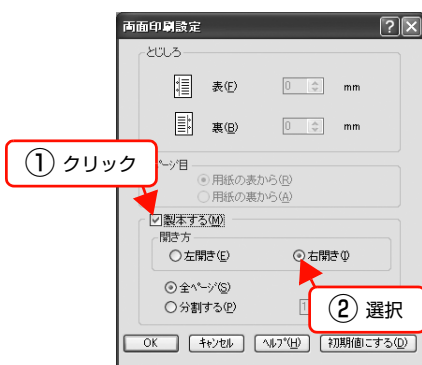 両面印刷設定
とじしろ
表(F) 0 mm
裏(B) 0 mm
① クリック
ページ目
用紙の表から(R)
用紙の裏から(A)
製本する(M)
開き方
左開き(E) 右開き(I)
全ページ(S)
分割する(P) 1
② 選択
OK キャンセル ヘルプ(H) 初期値にする(D)